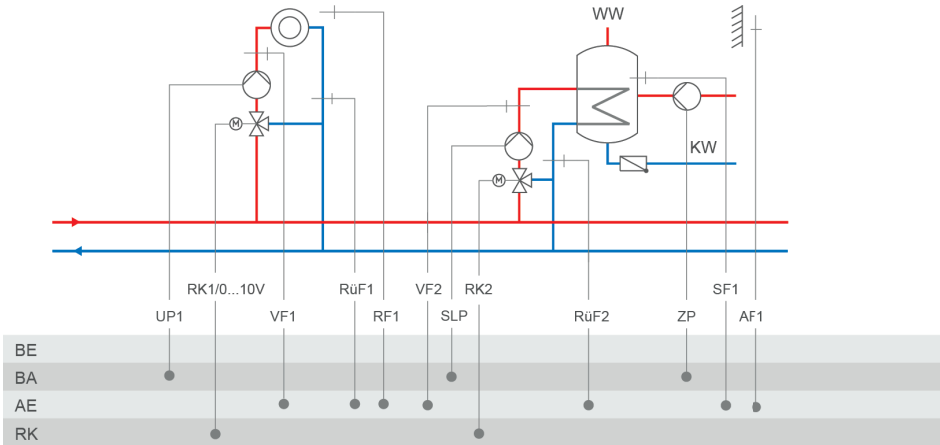 WW
M
KW
M
RK1/0...10V RüF1 VF2 RK2 SF1
UP1 VF1 RF1 SLP RüF2 ZP AF1
BE
BA
AE
RK